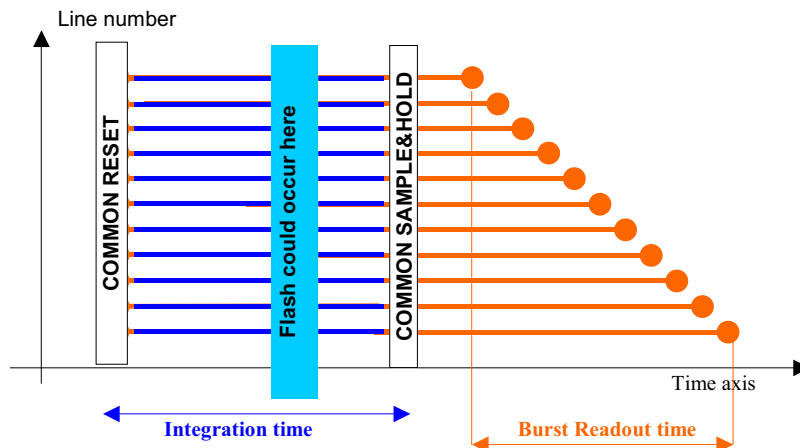 Line number
COMMON RESET
Flash could occur here
COMMON SAMPLE&HOLD
Time axis
Integration time
Burst Readout time